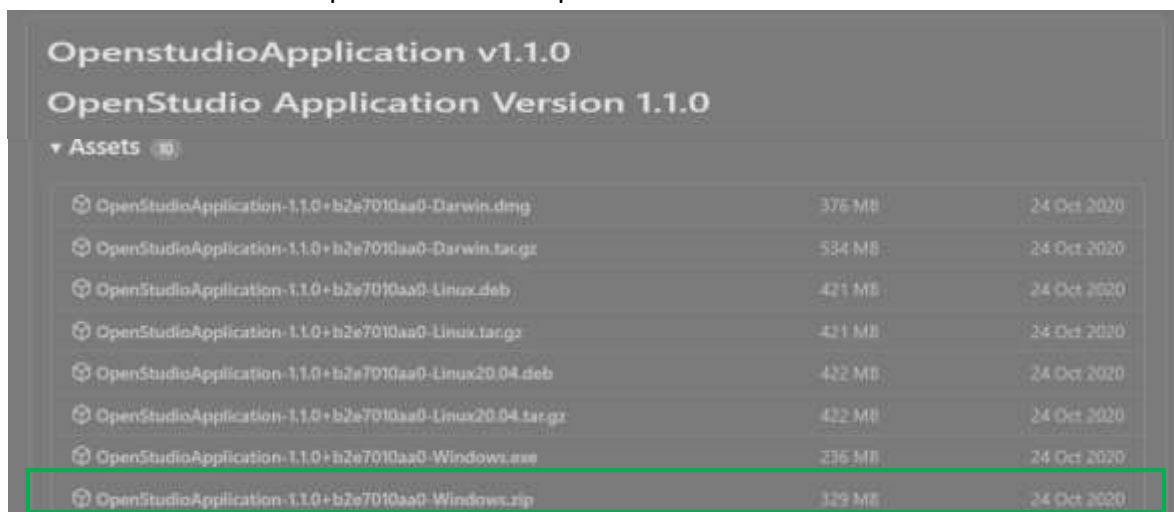 OpenstudioApplication v1.1.0
OpenStudio Application Version 1.1.0
▾ Assets 10
OpenStudioApplication-1.1.0+b2e7010aa0-Darwin.dmg 376 MB 24 Oct 2020
OpenStudioApplication-1.1.0+b2e7010aa0-Darwin.tar.gz 534 MB 24 Oct 2020
OpenStudioApplication-1.1.0+b2e7010aa0-Linux.deb 421 MB 24 Oct 2020
OpenStudioApplication-1.1.0+b2e7010aa0-Linux.tar.gz 421 MB 24 Oct 2020
OpenStudioApplication-1.1.0+b2e7010aa0-Linux20.04.deb 422 MB 24 Oct 2020
OpenStudioApplication-1.1.0+b2e7010aa0-Linux20.04.tar.gz 422 MB 24 Oct 2020
OpenStudioApplication-1.1.0+b2e7010aa0-Windows.exe 236 MB 24 Oct 2020
OpenStudioApplication-1.1.0+b2e7010aa0-Windows.zip 329 MB 24 Oct 2020